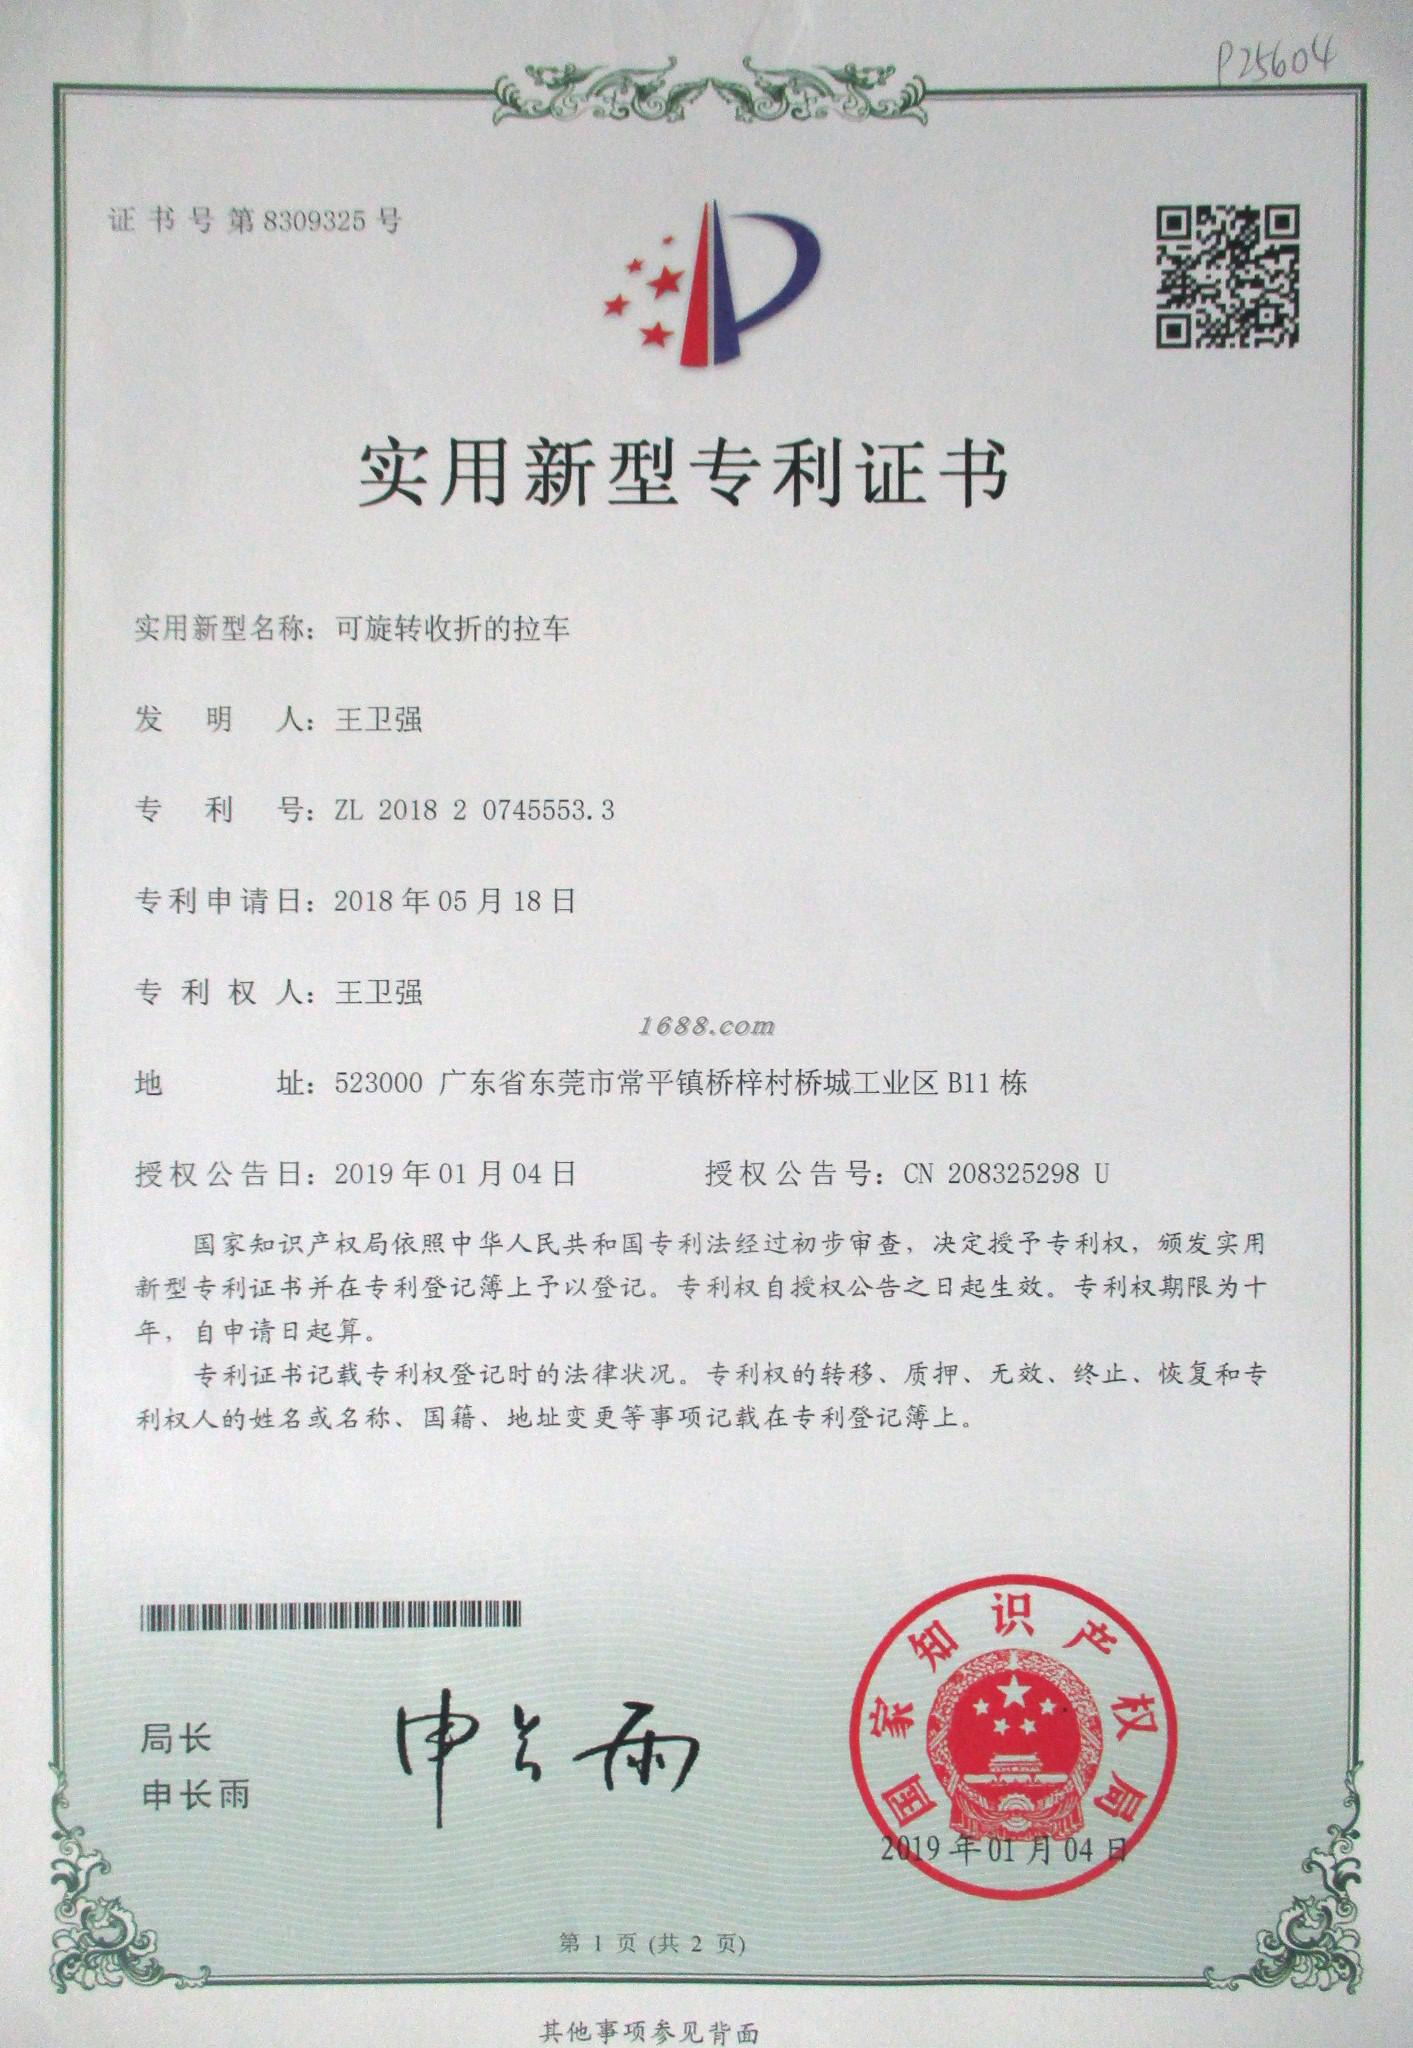 P25604
证书号第8309325号
实用新型专利证书
实用新型名称：可旋转收折的拉车
发明人：王卫强
专利号：ZL 2018 2 0745553.3
专利申请日：2018年05月18日
专利权人：王卫强
1688.com
地址：523000 广东省东莞市常平镇桥梓村桥城工业区B11栋
授权公告日：2019年01月04日 授权公告号：CN 208325298 U
国家知识产权局依照中华人民共和国专利法经过初步审查，决定授予专利权，颁发实用
新型专利证书并在专利登记簿上予以登记。专利权自授权公告之日起生效。专利权期限为十
年，自申请日起算。
专利证书记载专利权登记时的法律状况。专利权的转移、质押、无效、终止、恢复和专
利权人的姓名或名称、国籍、地址变更等事项记载在专利登记簿上。
局长
申长雨
申长雨
国家知识产权局
2019年01月04日
第 1 页 (共 2 页)
其他事项参见背面